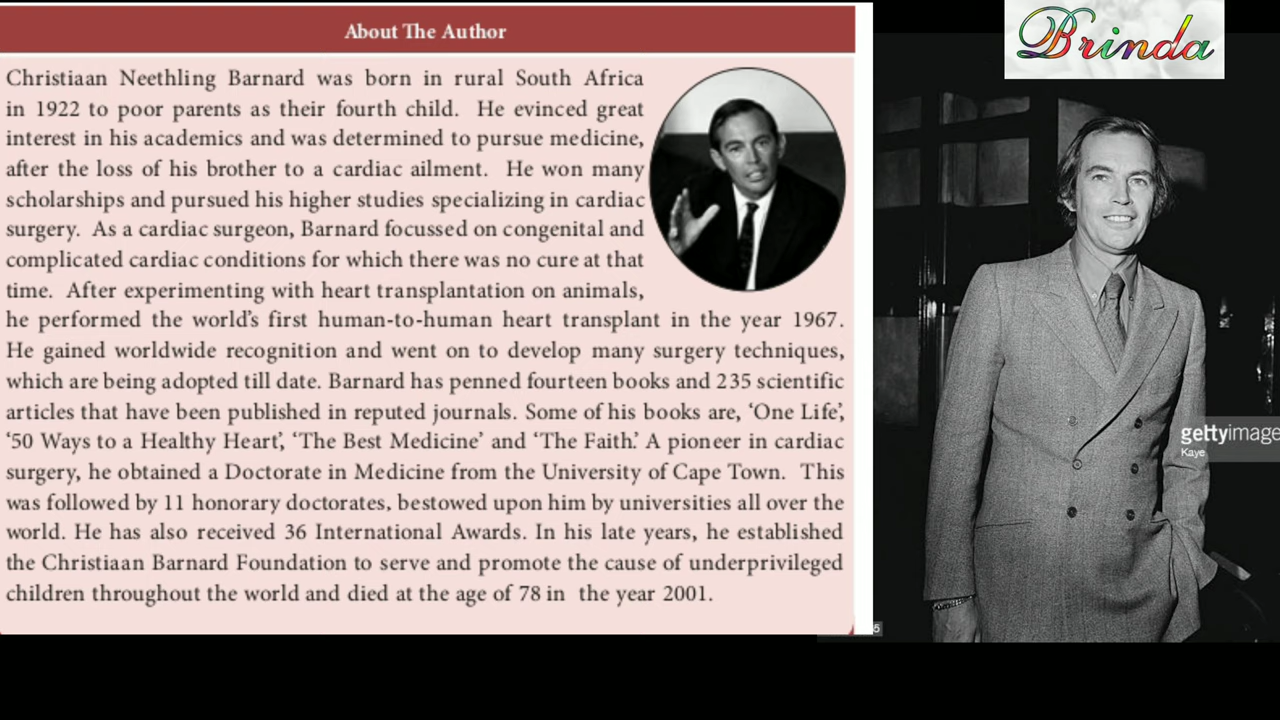 About The Author
Christiaan Neethling Barnard was born in rural South Africa
in 1922 to poor parents as their fourth child. He evinced great
interest in his academics and was determined to pursue medicine,
after the loss of his brother to a cardiac ailment. He won many
scholarships and pursued his higher studies specializing in cardiac
surgery. As a cardiac surgeon, Barnard focussed on congenital and
complicated cardiac conditions for which there was no cure at that
time. After experimenting with heart transplantation on animals,
he performed the world's first human-to-human heart transplant in the year 1967.
He gained worldwide recognition and went on to develop many surgery techniques,
which are being adopted till date. Barnard has penned fourteen books and 235 scientific
articles that have been published in reputed journals. Some of his books are, 'One Life',
'50 Ways to a Healthy Heart', 'The Best Medicine' and 'The Faith.' A pioneer in cardiac
surgery, he obtained a Doctorate in Medicine from the University of Cape Town. This
was followed by 11 honorary doctorates, bestowed upon him by universities all over the
world. He has also received 36 International Awards. In his late years, he established
the Christiaan Barnard Foundation to serve and promote the cause of underprivileged
children throughout the world and died at the age of 78 in the year 2001.
Brinda
gettyimage
Kaye
5